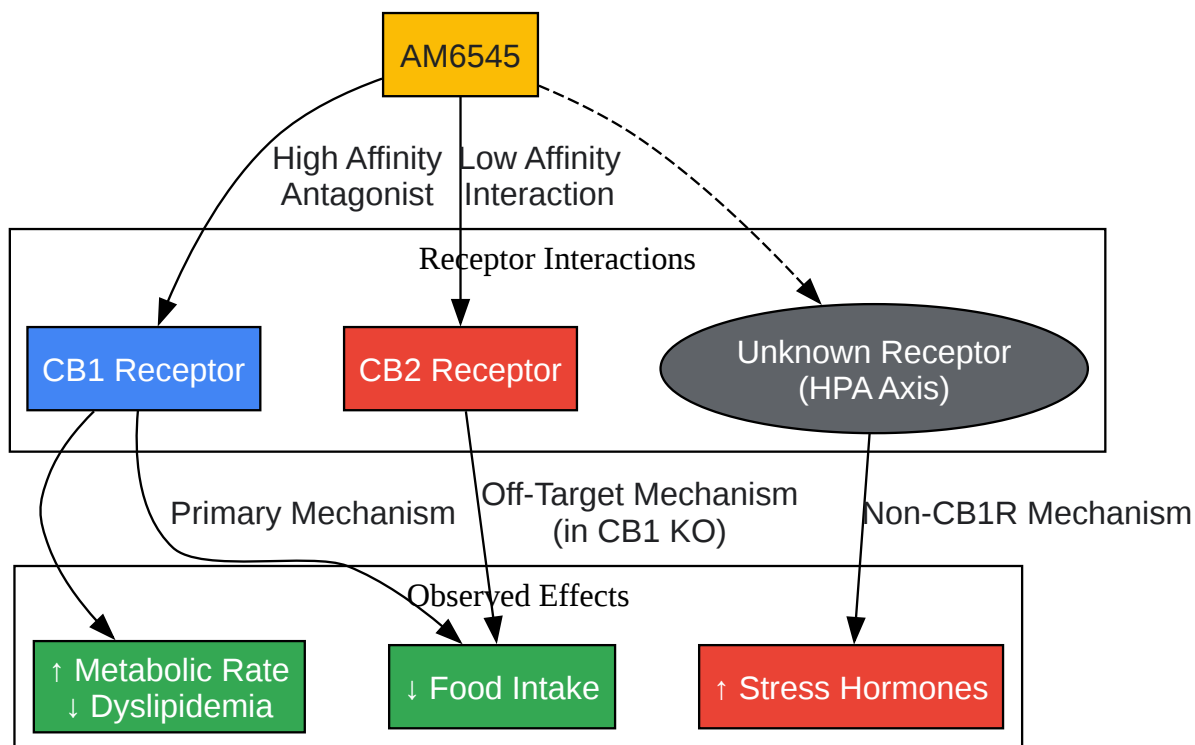 AM6545
High Affinity
Antagonist
Low Affinity
Interaction
Receptor Interactions
CB1 Receptor
CB2 Receptor
Unknown Receptor
(HPA Axis)
Primary Mechanism
Off-Target Mechanism
(in CB1 KO)
Non-CB1R Mechanism
Observed Effects
↑ Metabolic Rate
↓ Dyslipidemia
↓ Food Intake
↑ Stress Hormones